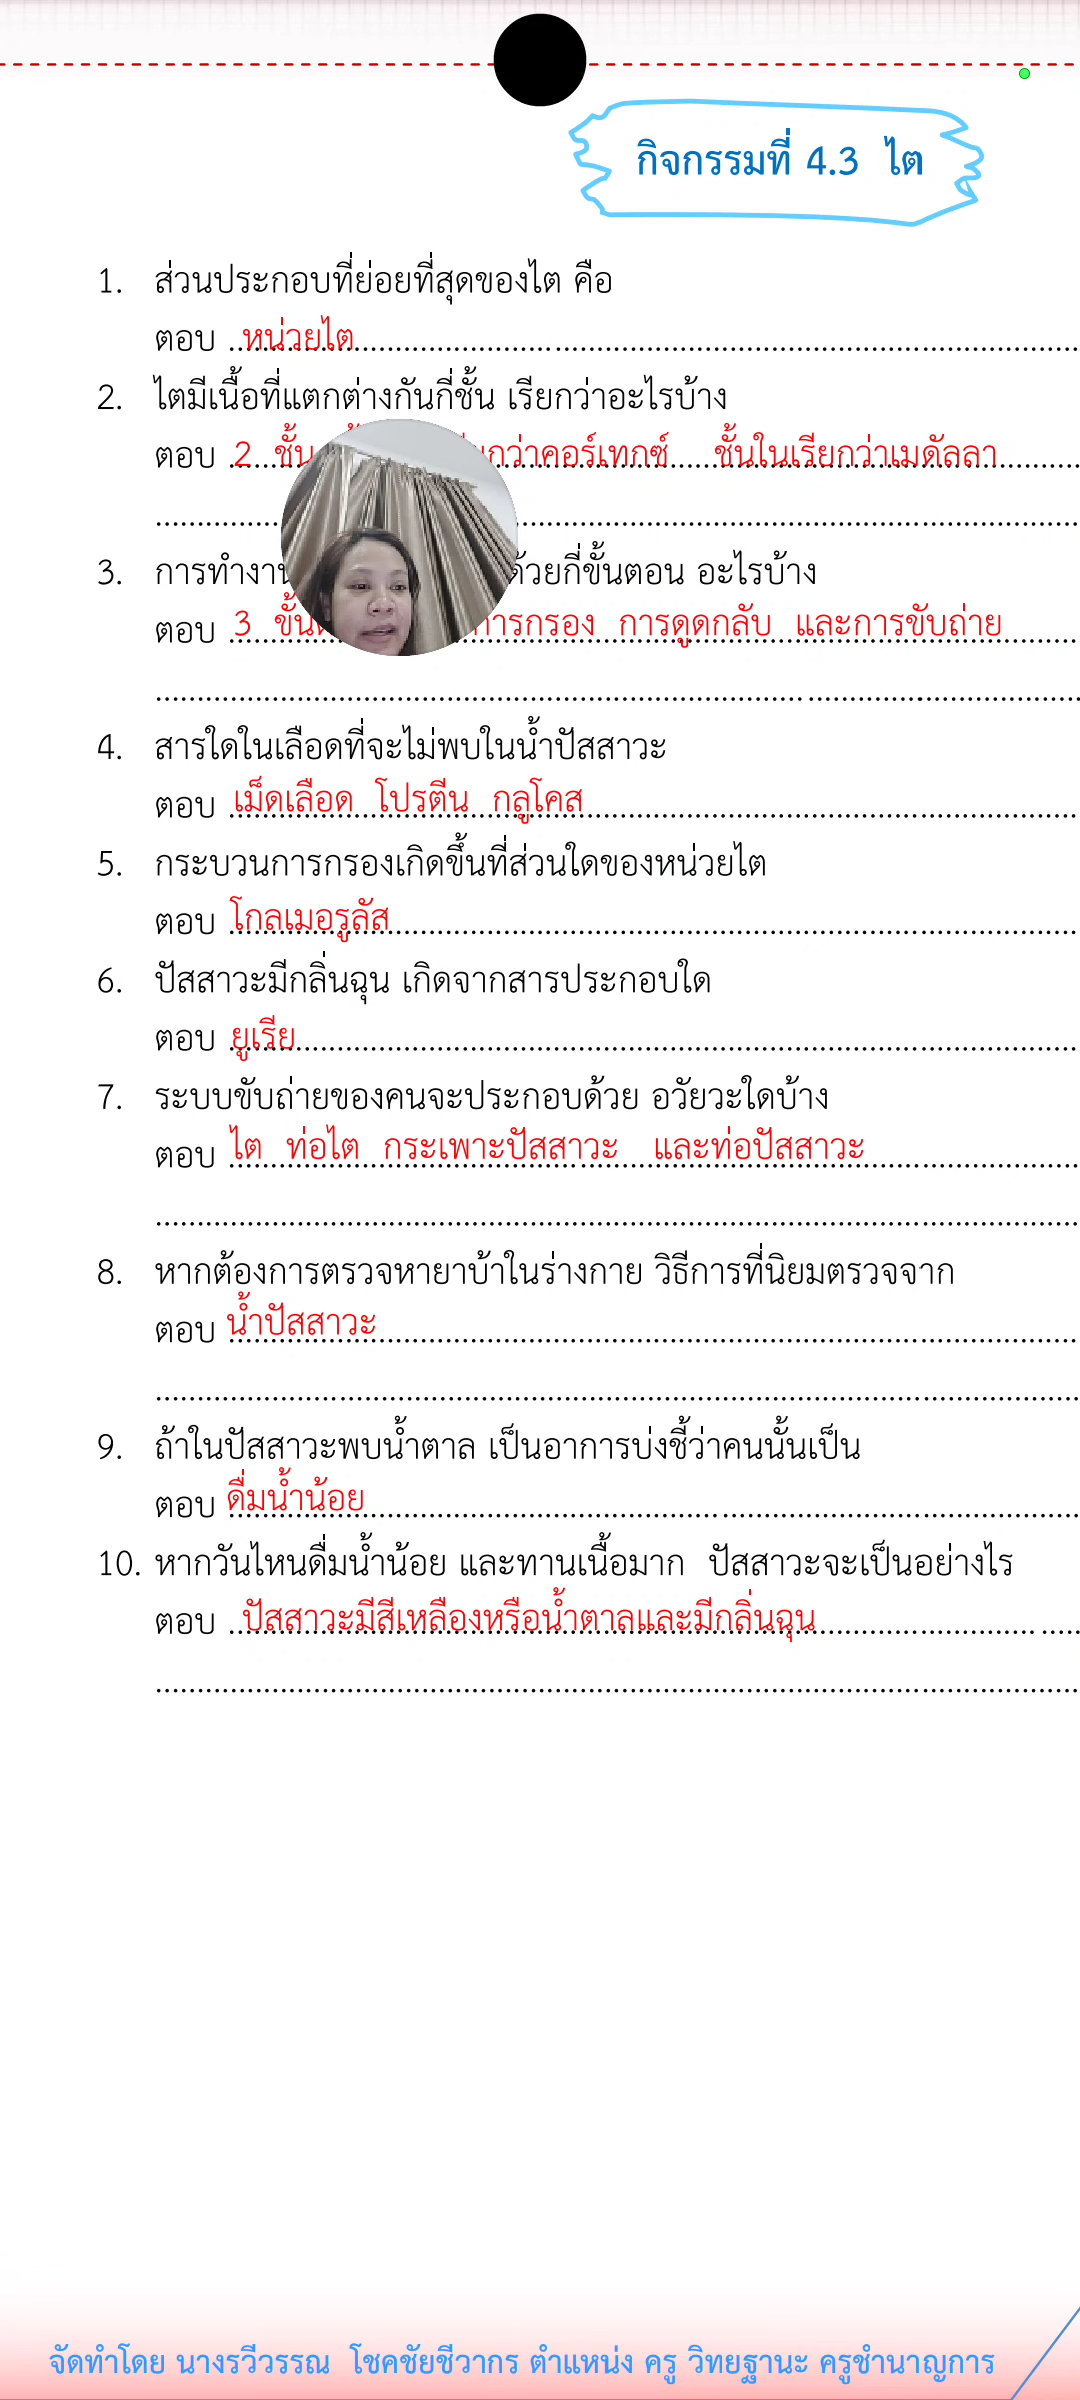 กิจกรรมที่ 4.3 ไต
1. ส่วนประกอบที่ย่อยที่สุดของไต คือ
ตอบ หน่วยไต
2. ไตมีเนื้อที่แตกต่างกันกี่ชั้น เรียกว่าอะไรบ้าง
ตอบ 2 ชั้น กว่าคอร์เทกซ์ ชั้นในเรียกว่าเมดัลลา
3. การทำงาน ด้วยกี่ขั้นตอน อะไรบ้าง
ตอบ 3 การกรอง การดูดกลับ และการขับถ่าย
4. สารใดในเลือดที่จะไม่พบในน้ำปัสสาวะ
ตอบ เม็ดเลือด โปรตีน กลูโคส
5. กระบวนการกรองเกิดขึ้นที่ส่วนใดของหน่วยไต
ตอบ โกลเมอรูลัส
6. ปัสสาวะมีกลิ่นฉุน เกิดจากสารประกอบใด
ตอบ ยูเรีย
7. ระบบขับถ่ายของคนจะประกอบด้วย อวัยวะใดบ้าง
ตอบ ไต ท่อไต กระเพาะปัสสาวะ และท่อปัสสาวะ
8. หากต้องการตรวจหายาบ้าในร่างกาย วิธีการที่นิยมตรวจจาก
ตอบ น้ำปัสสาวะ
9. ถ้าในปัสสาวะพบน้ำตาล เป็นอาการบ่งชี้ว่าคนนั้นเป็น
ตอบ ดื่มน้ำน้อย
10. หากวันไหนดื่มน้ำน้อย และทานเนื้อมาก ปัสสาวะจะเป็นอย่างไร
ตอบ ปัสสาวะมีสีเหลืองหรือน้ำตาลและมีกลิ่นฉุน
จัดทำโดย นางรวีวรรณ โชคชัยชีวากร ตำแหน่ง ครู วิทยฐานะ ครูชำนาญการ